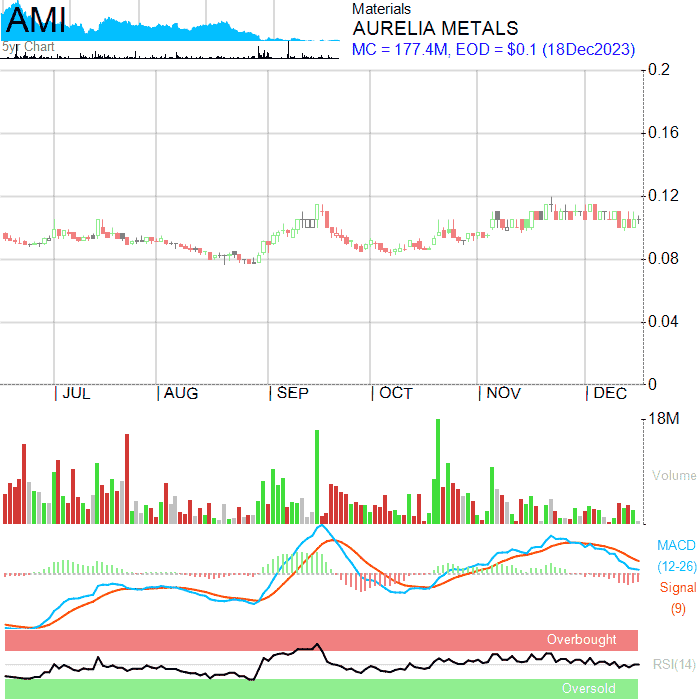 AMI
5yr Chart
Materials
AURELIA METALS
MC = 177.4M, EOD = $0.1 (18Dec2023)
0.2
0.16
0.12
0.08
0.04
0
JUL AUG SEP OCT NOV DEC
18M
Volume
MACD
(12-26)
Signal
(9)
Overbought
RSI(14)
Oversold